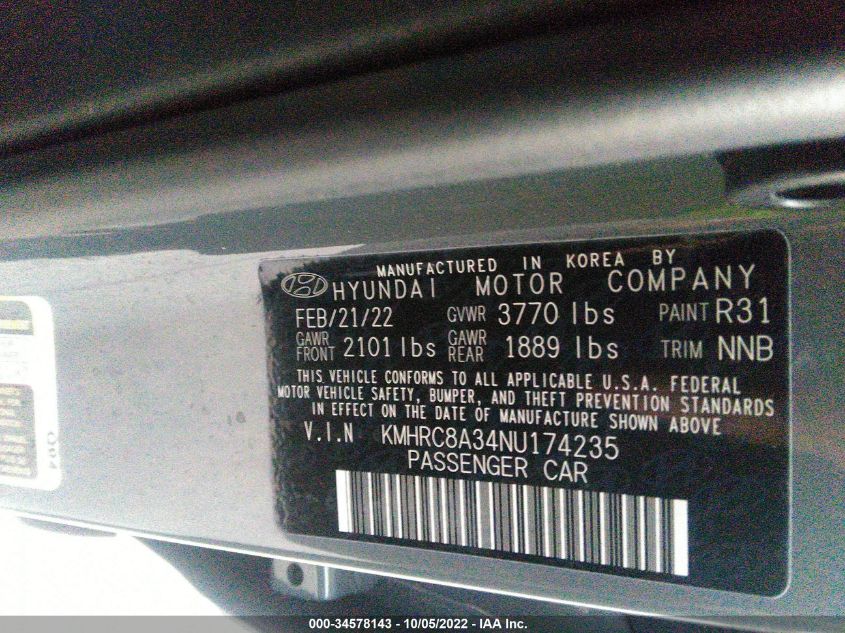 MANUFACTURED IN KOREA BY
HYUNDAI MOTOR COMPANY
FEB/21/22 GVWR 3770 lbs PAINT R31
GAWR FRONT 2101 lbs GAWR REAR 1889 lbs TRIM NNB
THIS VEHICLE CONFORMS TO ALL APPLICABLE U.S.A. FEDERAL
MOTOR VEHICLE SAFETY, BUMPER, AND THEFT PREVENTION STANDARDS
IN EFFECT ON THE DATE OF MANUFACTURE SHOWN ABOVE
V.I.N KMHRC8A34NU174235
PASSENGER CAR
000-34578143 - 10/05/2022 - IAA Inc.